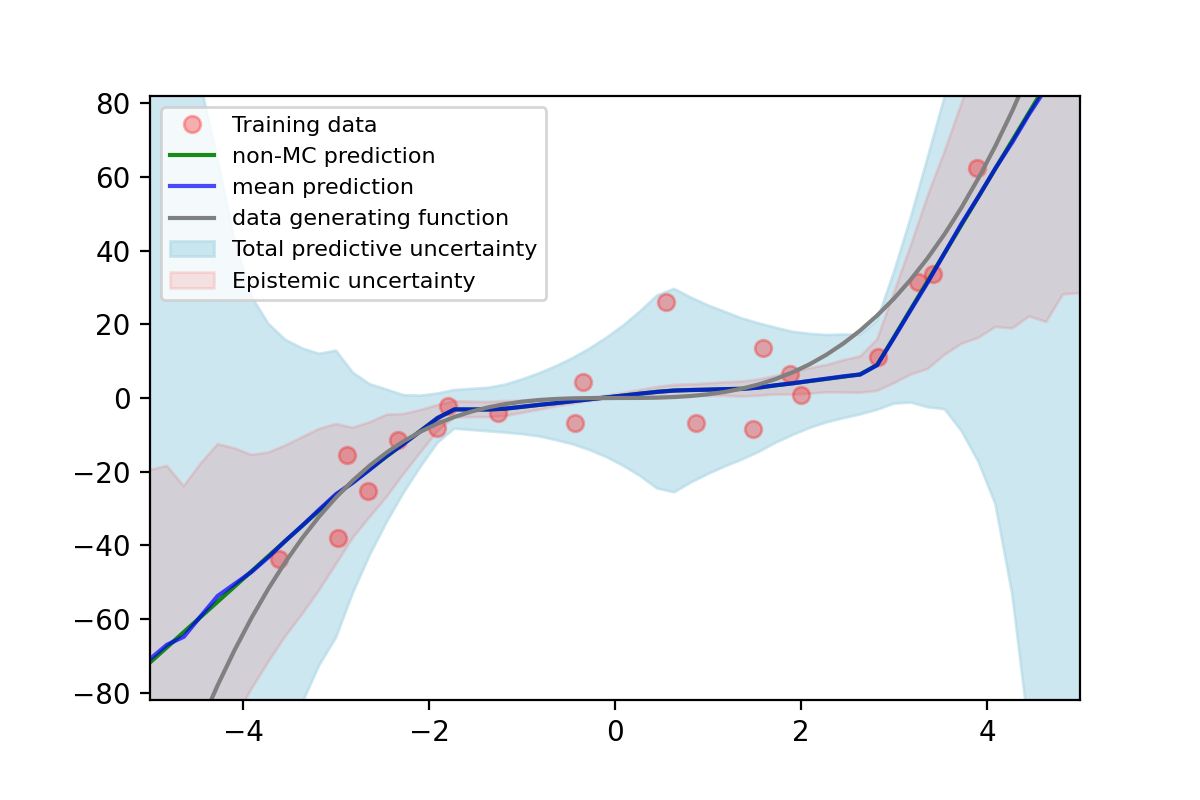 80
60
40
20
0
−20
−40
−60
−80
Training data
non-MC prediction
mean prediction
data generating function
Total predictive uncertainty
Epistemic uncertainty
−4 −2 0 2 4